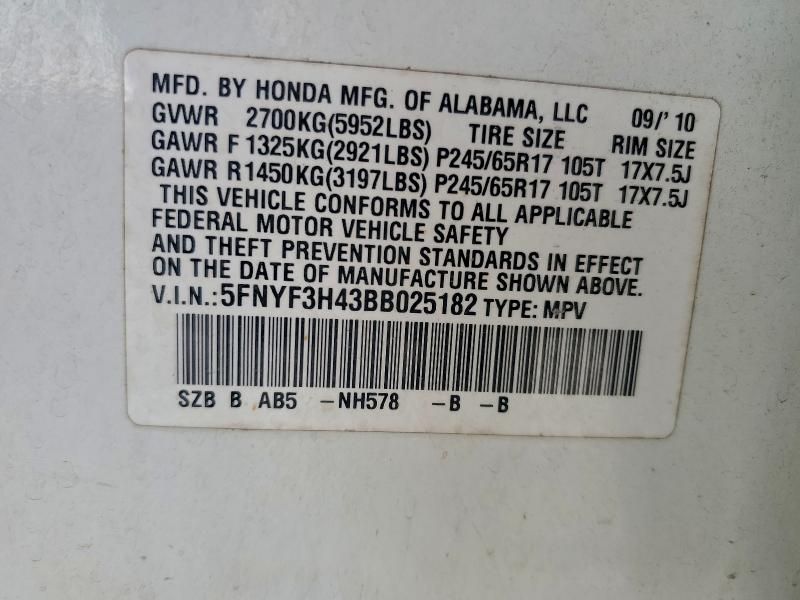 MFD. BY HONDA MFG. OF ALABAMA, LLC 09/'10
GVWR 2700KG(5952LBS) TIRE SIZE RIM SIZE
GAWR F 1325KG(2921LBS) P245/65R17 105T 17X7.5J
GAWR R 1450KG(3197LBS) P245/65R17 105T 17X7.5J
THIS VEHICLE CONFORMS TO ALL APPLICABLE
FEDERAL MOTOR VEHICLE SAFETY
AND THEFT PREVENTION STANDARDS IN EFFECT
ON THE DATE OF MANUFACTURE SHOWN ABOVE.
V.I.N.:5FNYF3H43BB025182 TYPE: MPV
SZB B AB5 -NH578 -B -B